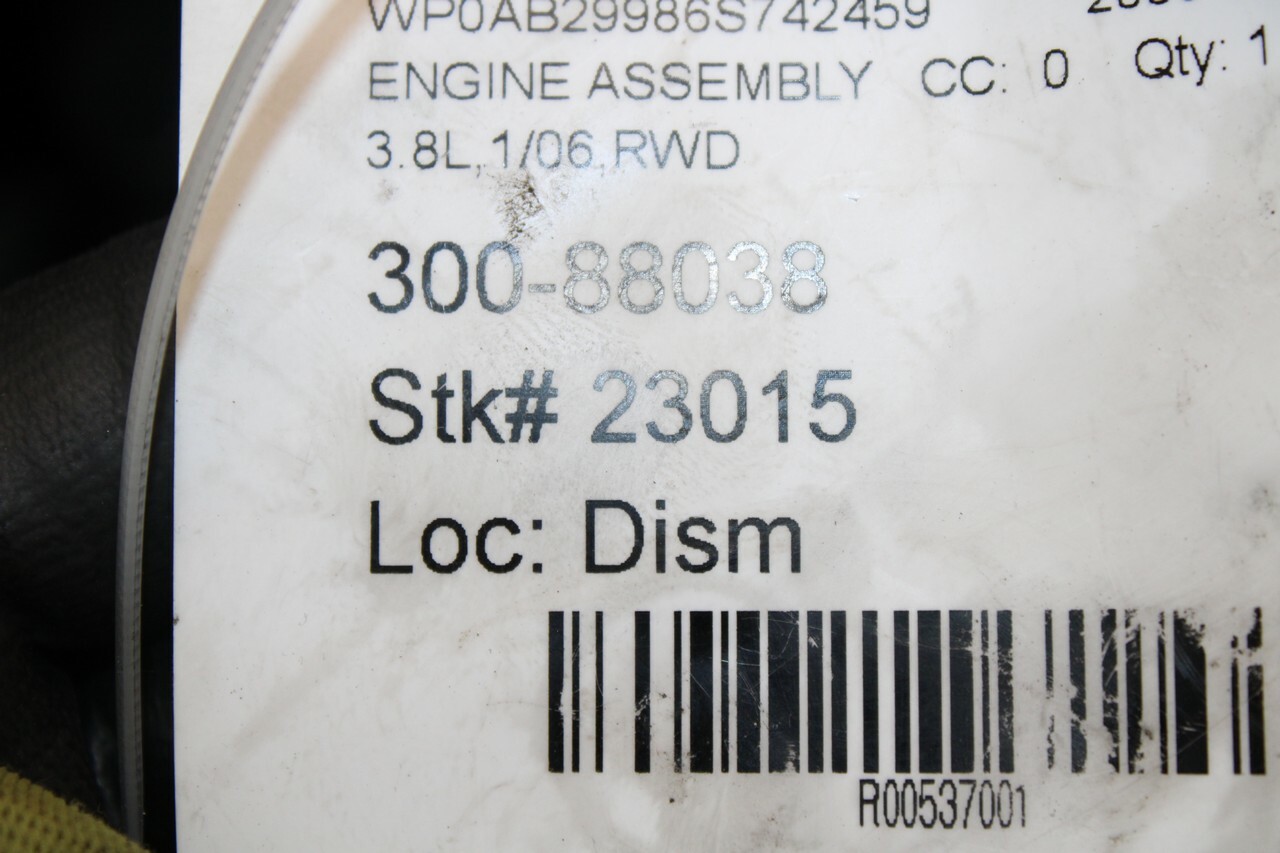 WP0AB29986S742459
ENGINE ASSEMBLY CC: 0 Qty: 1
3.8L,1/06,RWD
300-88038
Stk# 23015
Loc: Dism
R00537001